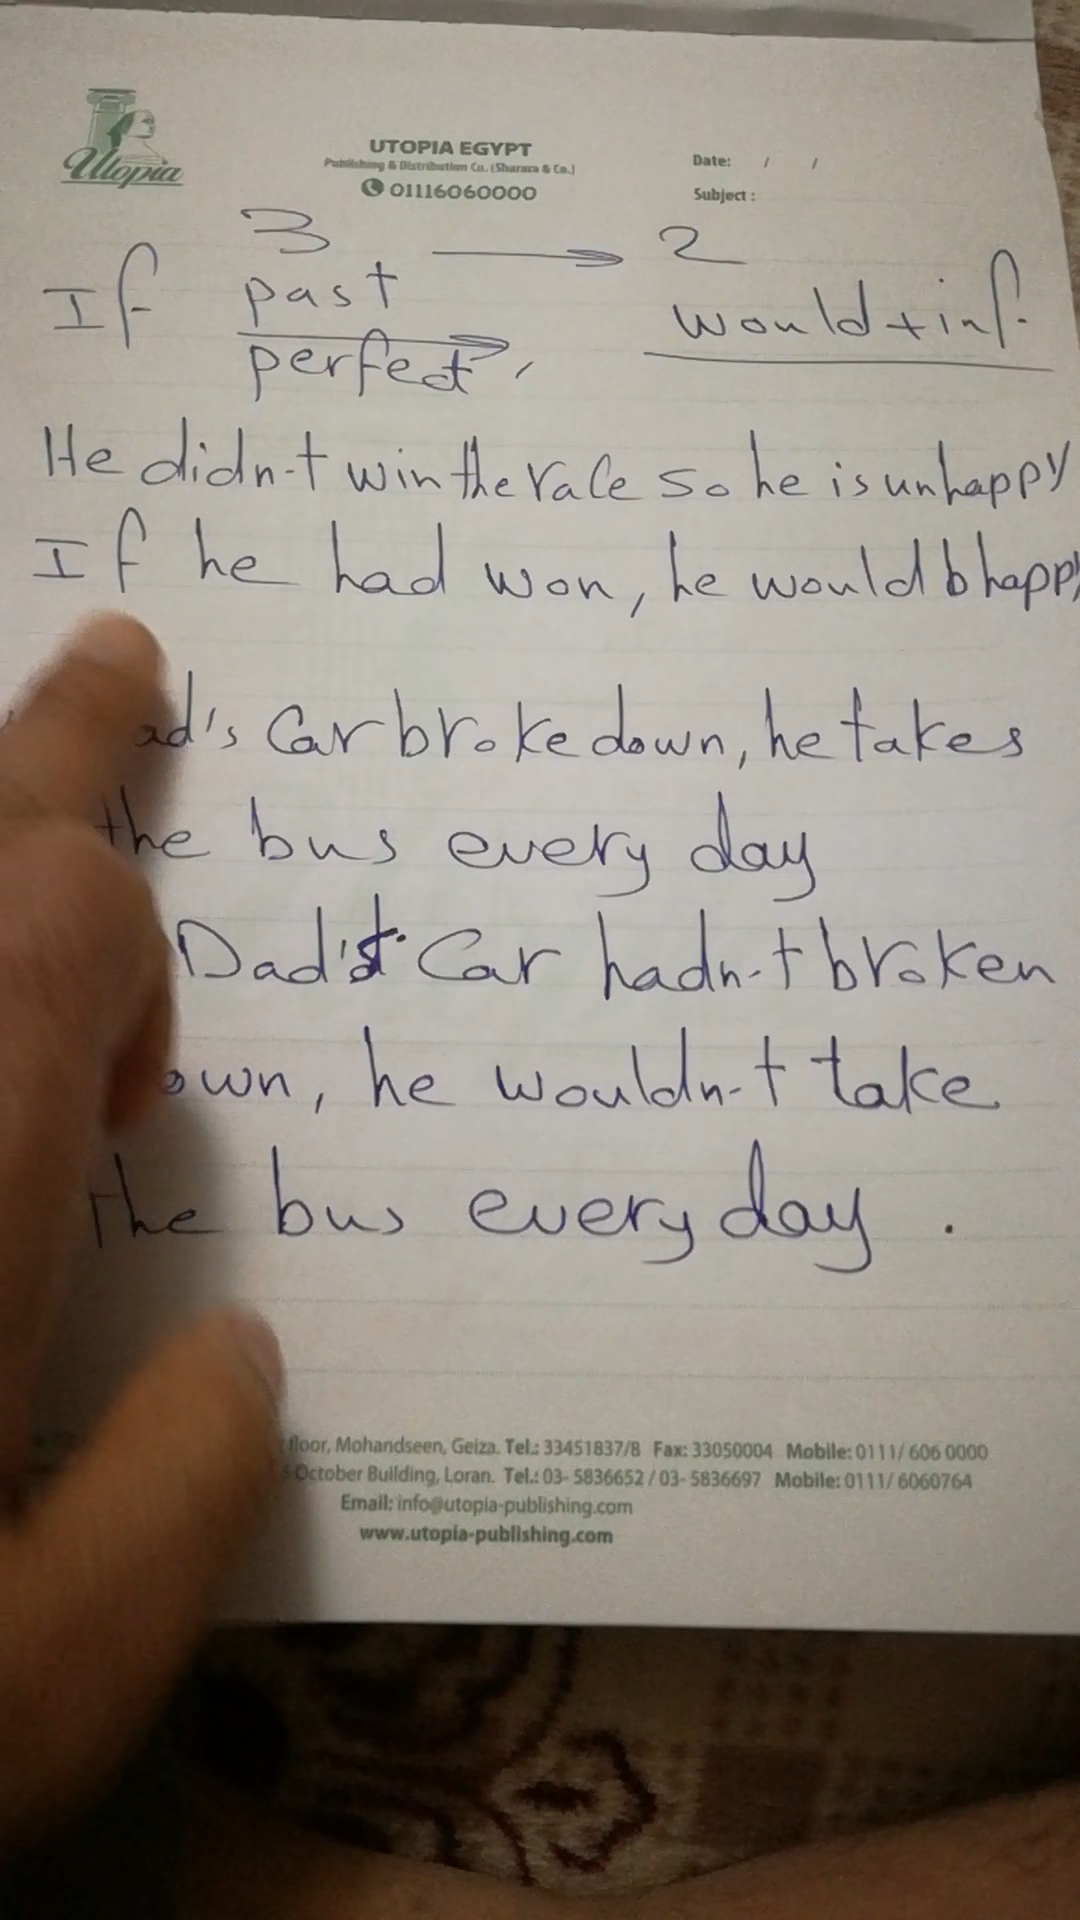 Utopia
UTOPIA EGYPT
Publishing & Distribution Co. (Sharara & Co.)
01116060000
Date: / /
Subject :
3 → 2
If past perfect, would + inf.
He didn't win the race so he is unhappy
If he had won, he would b happy
ad's Car broke down, he takes
the bus every day
Dad's Car hadn't broken
own, he wouldn't take
the bus every day.
floor, Mohandseen, Geiza. Tel.: 33451837/8 Fax: 33050004 Mobile: 0111/ 606 0000
October Building, Loran. Tel.: 03- 5836652 / 03- 5836697 Mobile: 0111/ 6060764
Email: info@utopia-publishing.com
www.utopia-publishing.com